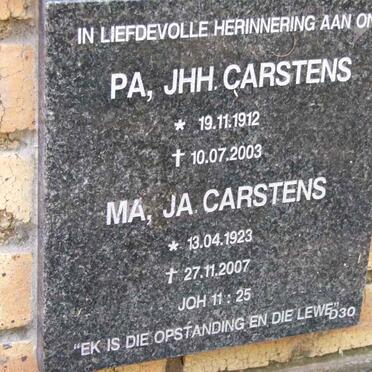 IN LIEFDEVOLLE HERINNERING AAN ON
PA, JHH. CARSTENS
* 19.11.1912
† 10.07.2003
MA, JA. CARSTENS
* 13.04.1923
† 27.11.2007
JOH 11 : 25
"EK IS DIE OPSTANDING EN DIE LEWE"
D30